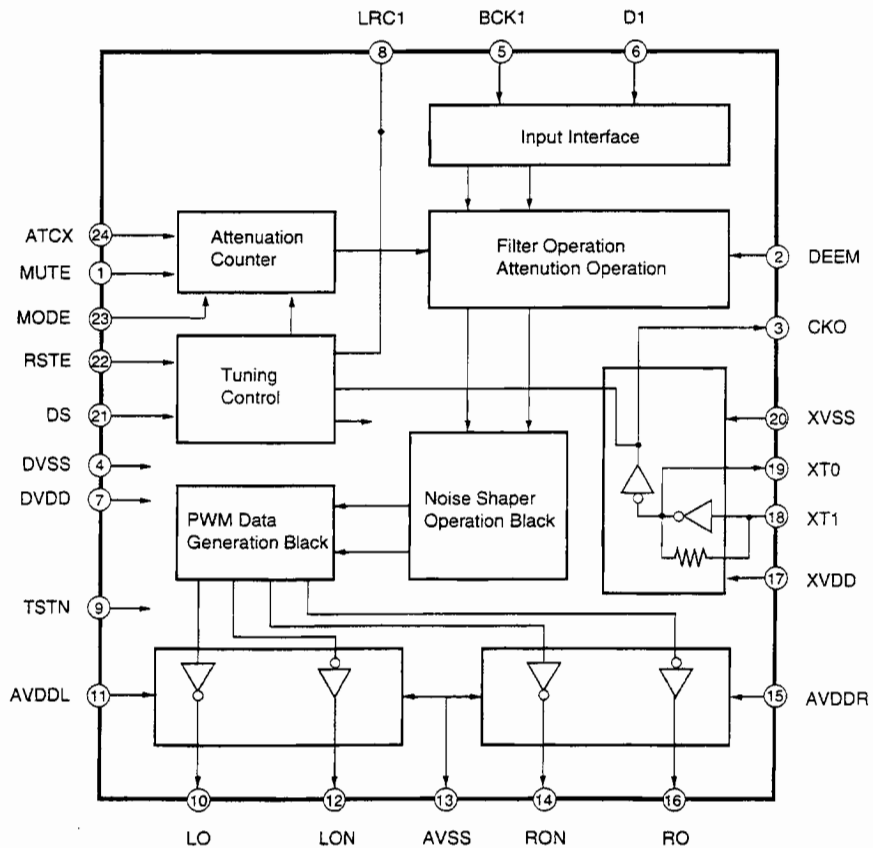 LRC1 BCK1 D1
8 5 6
Input Interface
ATCX 24
Attenuation
Counter
Filter Operation
Attenution Operation
2 DEEM
MUTE 1
MODE 23
3 CKO
RSTE 22
Tuning
Control
DS 21
20 XVSS
DVSS 4
19 XT0
DVDD 7
PWM Data
Generation Black
Noise Shaper
Operation Black
18 XT1
17 XVDD
TSTN 9
AVDDL 11
15 AVDDR
10 12 13 14 16
LO LON AVSS RON RO